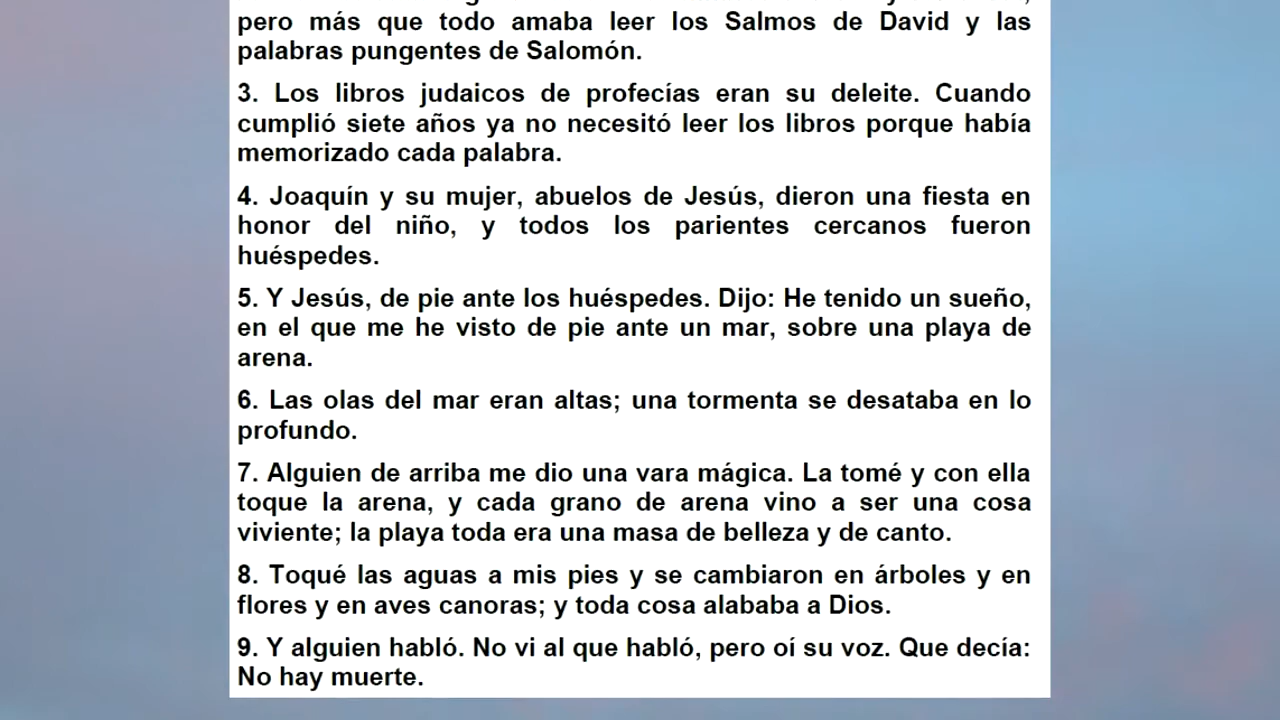 pero más que todo amaba leer los Salmos de David y las
palabras pungentes de Salomón.
3. Los libros judaicos de profecías eran su deleite. Cuando
cumplió siete años ya no necesitó leer los libros porque había
memorizado cada palabra.
4. Joaquín y su mujer, abuelos de Jesús, dieron una fiesta en
honor del niño, y todos los parientes cercanos fueron
huéspedes.
5. Y Jesús, de pie ante los huéspedes. Dijo: He tenido un sueño,
en el que me he visto de pie ante un mar, sobre una playa de
arena.
6. Las olas del mar eran altas; una tormenta se desataba en lo
profundo.
7. Alguien de arriba me dio una vara mágica. La tomé y con ella
toque la arena, y cada grano de arena vino a ser una cosa
viviente; la playa toda era una masa de belleza y de canto.
8. Toqué las aguas a mis pies y se cambiaron en árboles y en
flores y en aves canoras; y toda cosa alababa a Dios.
9. Y alguien habló. No vi al que habló, pero oí su voz. Que decía:
No hay muerte.